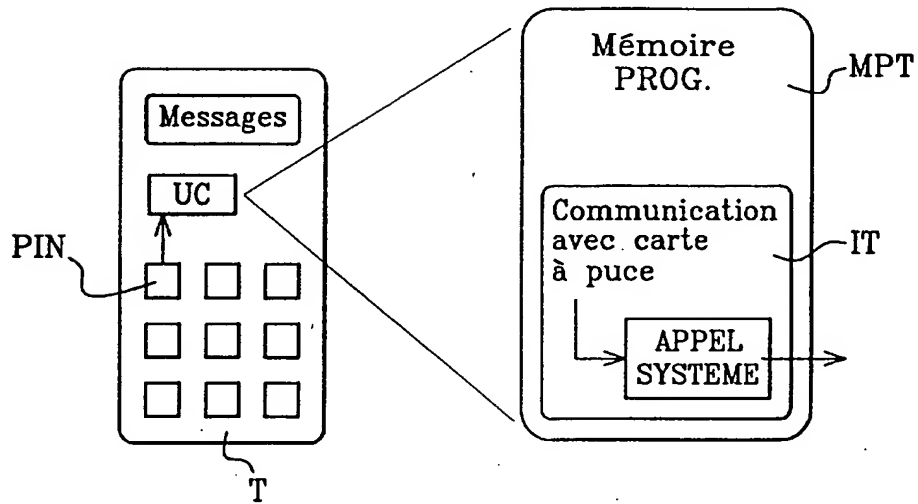 Messages
UC
PIN
T
Mémoire
PROG.
MPT
Communication
avec carte
à puce
IT
APPEL
SYSTEME